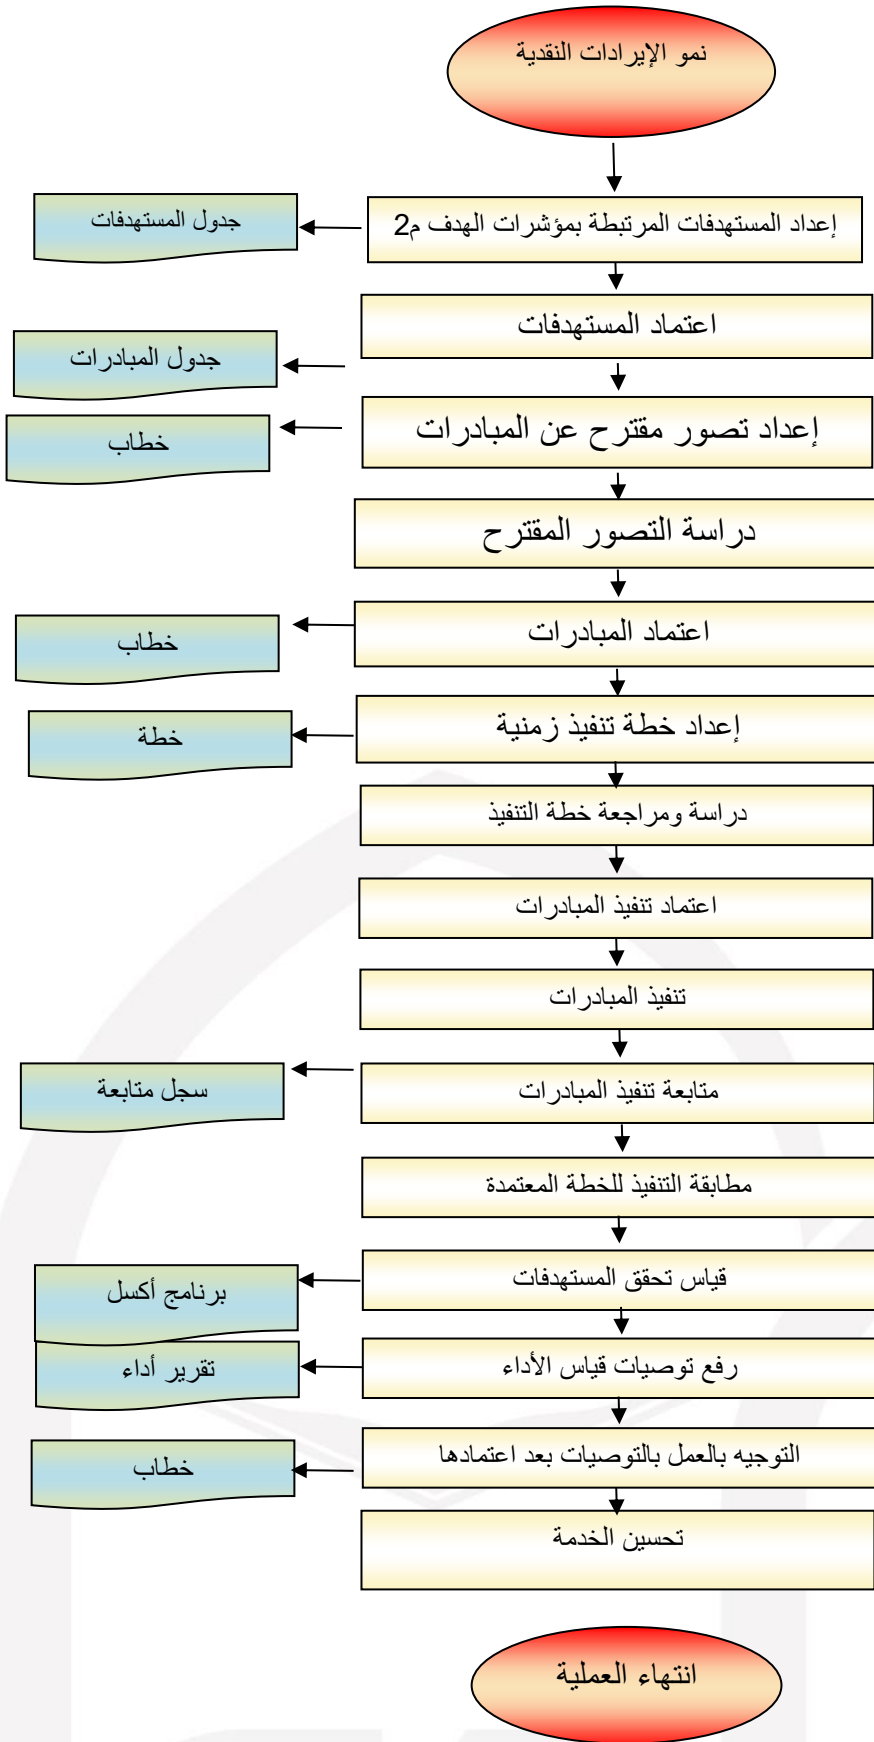 نمو الإيرادات النقدية
إعداد المستهدفات المرتبطة بمؤشرات الهدف م2
جدول المستهدفات
اعتماد المستهدفات
جدول المبادرات
إعداد تصور مقترح عن المبادرات
خطاب
دراسة التصور المقترح
اعتماد المبادرات
خطاب
إعداد خطة تنفيذ زمنية
خطة
دراسة ومراجعة خطة التنفيذ
اعتماد تنفيذ المبادرات
تنفيذ المبادرات
متابعة تنفيذ المبادرات
سجل متابعة
مطابقة التنفيذ للخطة المعتمدة
قياس تحقق المستهدفات
برنامج أكسل
رفع توصيات قياس الأداء
تقرير أداء
التوجيه بالعمل بالتوصيات بعد اعتمادها
خطاب
تحسين الخدمة
انتهاء العملية